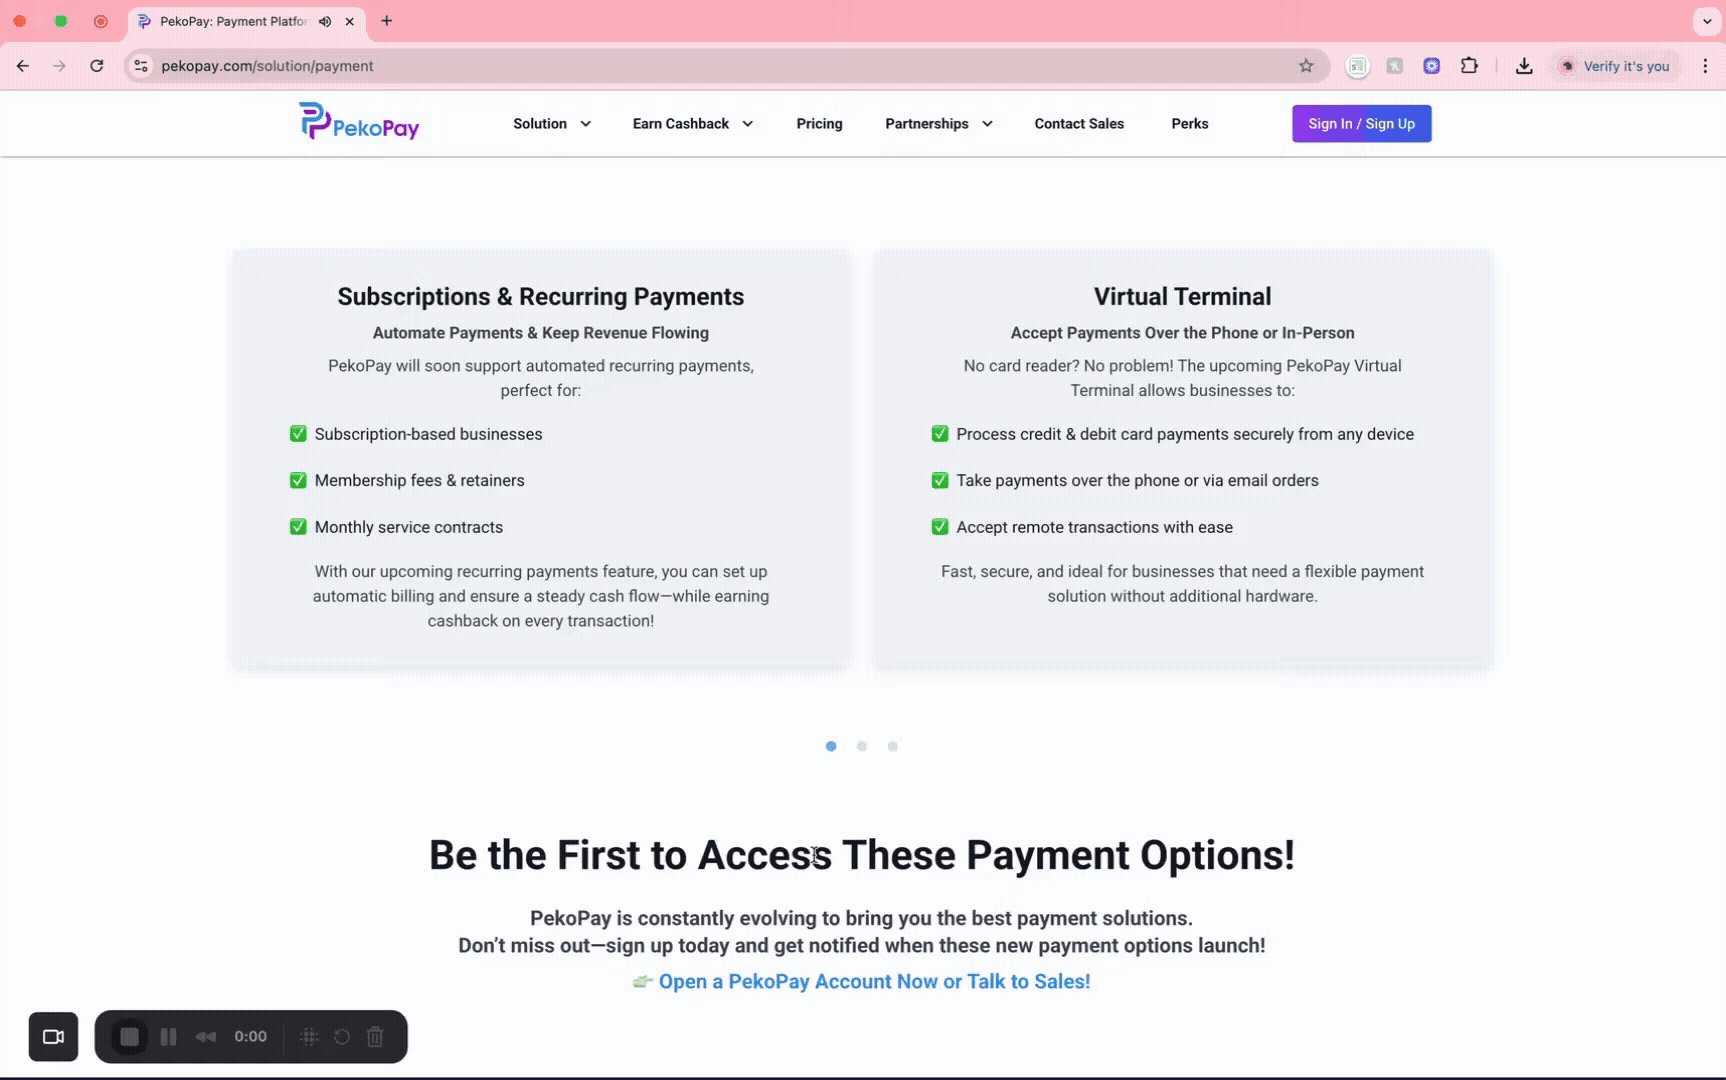 PekoPay: Payment Platfor
pekopay.com/solution/payment
Verify it's you
PekoPay
Solution
Earn Cashback
Pricing
Partnerships
Contact Sales
Perks
Sign In / Sign Up
Subscriptions & Recurring Payments
Automate Payments & Keep Revenue Flowing
PekoPay will soon support automated recurring payments,
perfect for:
✅ Subscription-based businesses
✅ Membership fees & retainers
✅ Monthly service contracts
With our upcoming recurring payments feature, you can set up
automatic billing and ensure a steady cash flow—while earning
cashback on every transaction!
Virtual Terminal
Accept Payments Over the Phone or In-Person
No card reader? No problem! The upcoming PekoPay Virtual
Terminal allows businesses to:
✅ Process credit & debit card payments securely from any device
✅ Take payments over the phone or via email orders
✅ Accept remote transactions with ease
Fast, secure, and ideal for businesses that need a flexible payment
solution without additional hardware.
Be the First to Access These Payment Options!
PekoPay is constantly evolving to bring you the best payment solutions.
Don’t miss out—sign up today and get notified when these new payment options launch!
👉 Open a PekoPay Account Now or Talk to Sales!
0:00